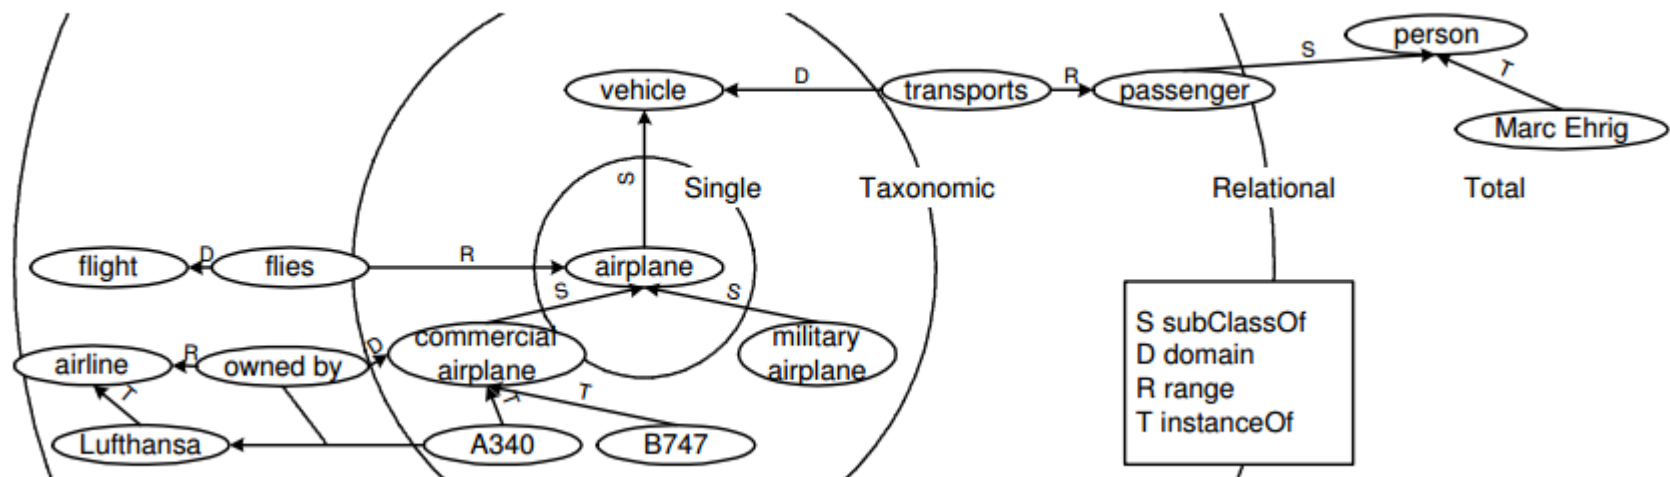 person
S
vehicle
D
transports
R
passenger
T
Marc Ehrig
S
Single
Taxonomic
Relational
Total
flight
D
flies
R
airplane
S
S
commercial
airplane
military
airplane
airline
R
owned by
D
T
T
T
Lufthansa
A340
B747
S subClassOf
D domain
R range
T instanceOf